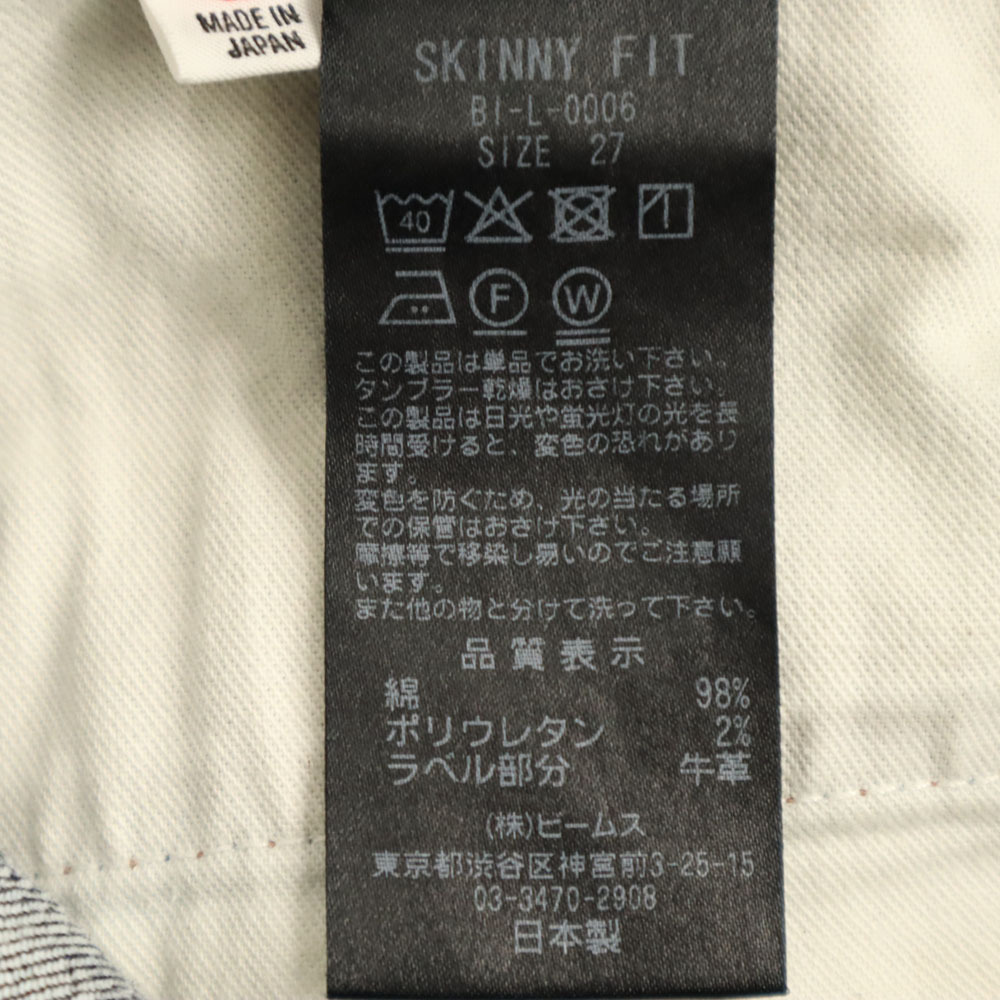 MADE IN
JAPAN
SKINNY FIT
BI-L-0006
SIZE 27
40
F
W
この製品は単品でお洗い下さい。
タンブラー乾燥はおさけ下さい。
この製品は日光や蛍光灯の光を長
時間受けると、変色の恐れがあり
ます。
変色を防ぐため、光の当たる場所
での保管はおさけ下さい。
摩擦等で移染し易いのでご注意願
います。
また他の物と分けて洗って下さい。
品質表示
綿 98%
ポリウレタン 2%
ラベル部分 牛革
(株)ビームス
東京都渋谷区神宮前3-25-15
03-3470-2908
日本製